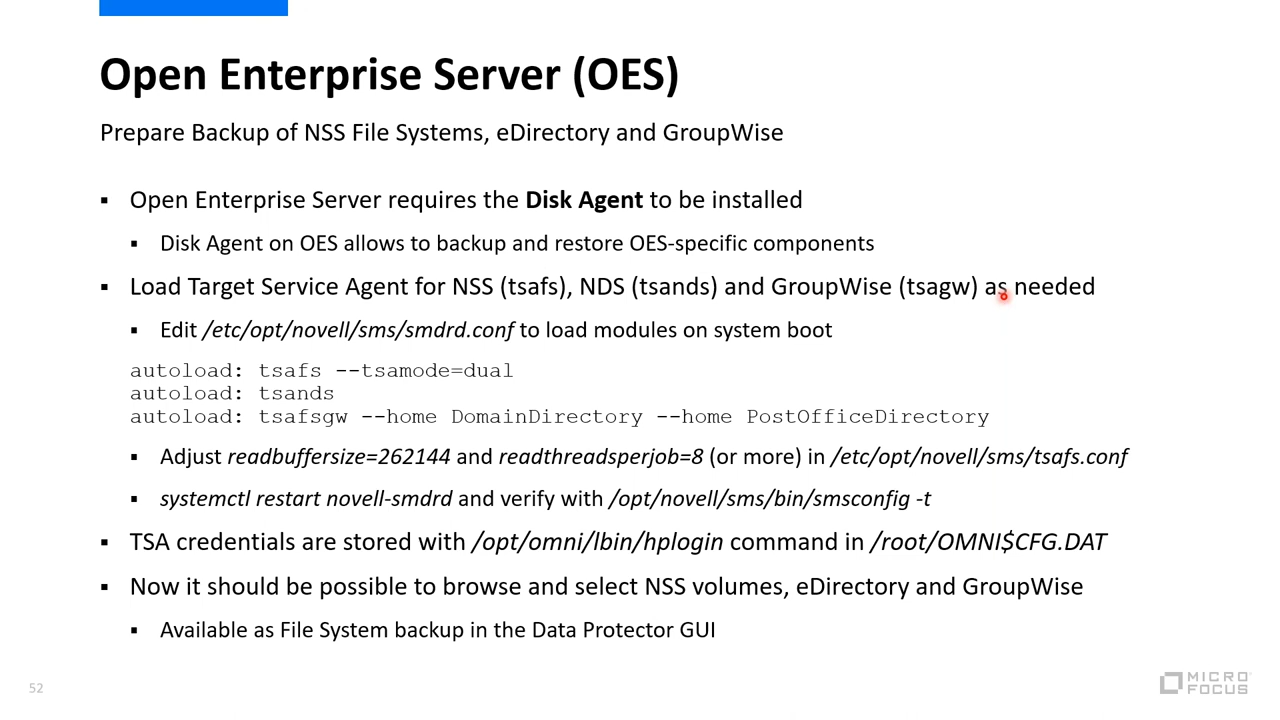 Open Enterprise Server (OES)
Prepare Backup of NSS File Systems, eDirectory and GroupWise
▪ Open Enterprise Server requires the Disk Agent to be installed
▪ Disk Agent on OES allows to backup and restore OES-specific components
▪ Load Target Service Agent for NSS (tsafs), NDS (tsands) and GroupWise (tsagw) as needed
▪ Edit /etc/opt/novell/sms/smdrd.conf to load modules on system boot
autoload: tsafs --tsamode=dual
autoload: tsands
autoload: tsafsgw --home DomainDirectory --home PostOfficeDirectory
▪ Adjust readbuffersize=262144 and readthreadsperjob=8 (or more) in /etc/opt/novell/sms/tsafs.conf
▪ systemctl restart novell-smdrd and verify with /opt/novell/sms/bin/smsconfig -t
▪ TSA credentials are stored with /opt/omni/lbin/hplogin command in /root/OMNI$CFG.DAT
▪ Now it should be possible to browse and select NSS volumes, eDirectory and GroupWise
▪ Available as File System backup in the Data Protector GUI
52
MICRO
FOCUS